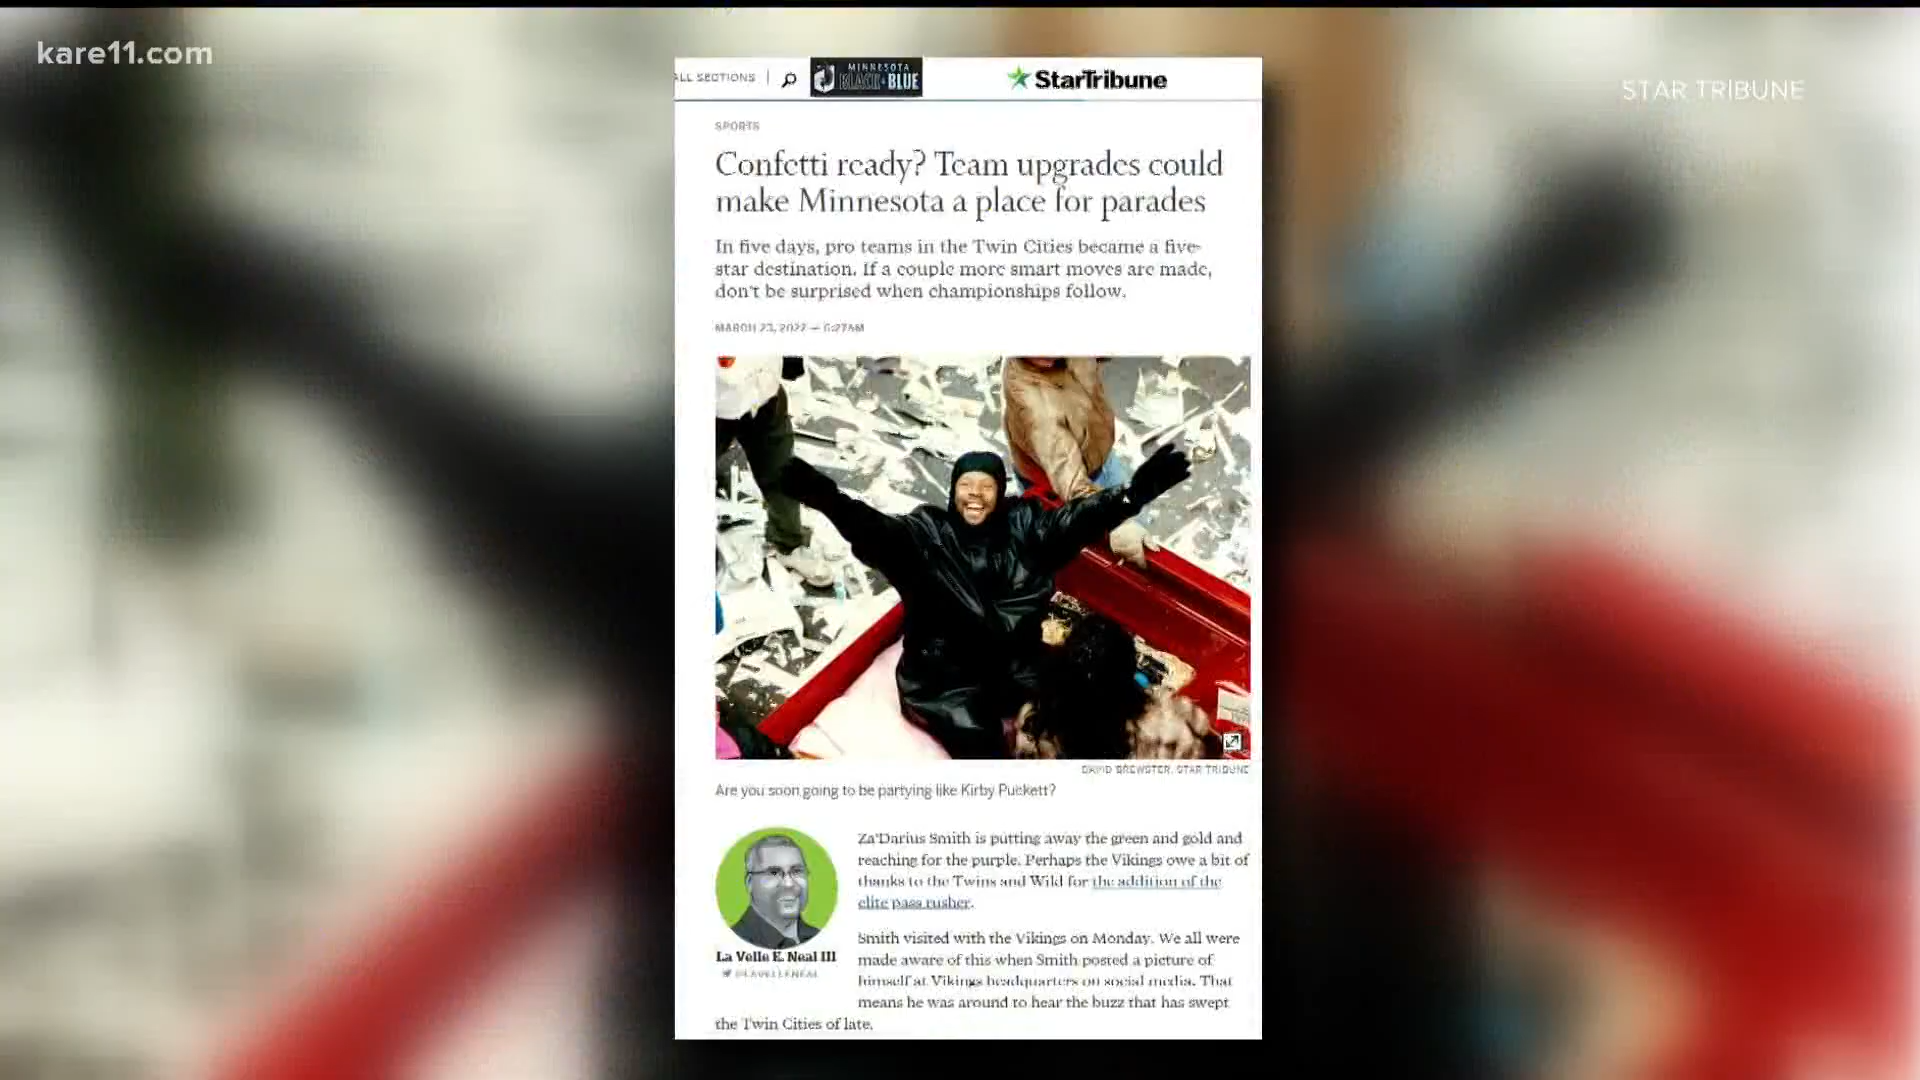 kare11.com
STAR TRIBUNE
ALL SECTIONS
MINNESOTA
BLACK + BLUE
StarTribune
SPORTS
Confetti ready? Team upgrades could
make Minnesota a place for parades
In five days, pro teams in the Twin Cities became a five-
star destination. If a couple more smart moves are made,
don't be surprised when championships follow.
MARCH 23, 2022 — 6:27AM
DAVID BREWSTER, STAR TRIBUNE
Are you soon going to be partying like Kirby Puckett?
Za'Darius Smith is putting away the green and gold and
reaching for the purple. Perhaps the Vikings owe a bit of
thanks to the Twins and Wild for the addition of the
elite pass rusher.
La Velle E. Neal III
@LAVELLENEAL
Smith visited with the Vikings on Monday. We all were
made aware of this when Smith posted a picture of
himself at Vikings headquarters on social media. That
means he was around to hear the buzz that has swept
the Twin Cities of late.